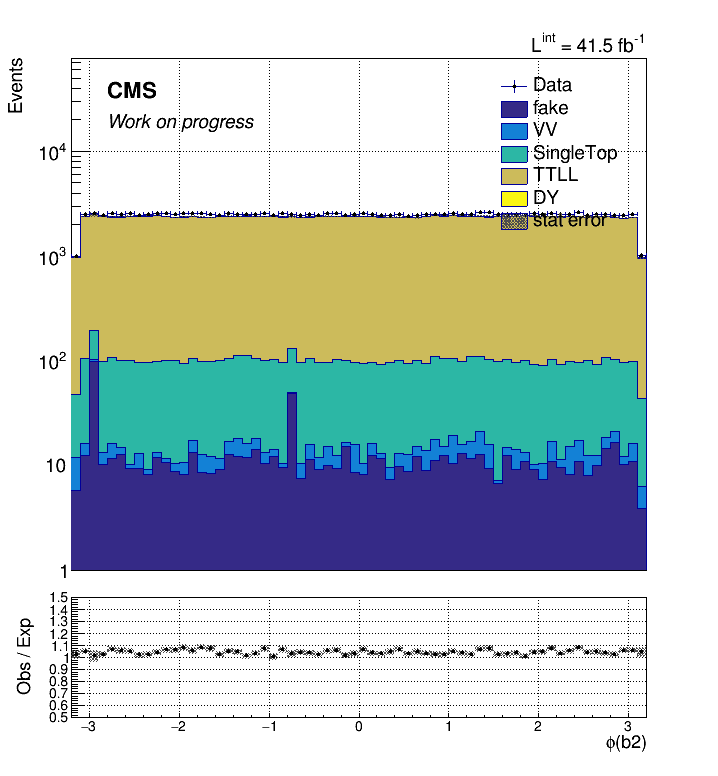 L^int = 41.5 fb^-1
Events
CMS
Work on progress
Data
fake
VV
SingleTop
TTLL
DY
stat error
10^4
10^3
10^2
10
1
Obs / Exp
1.5
1.4
1.3
1.2
1.1
1
0.9
0.8
0.7
0.6
0.5
−3 −2 −1 0 1 2 3
ϕ(b2)